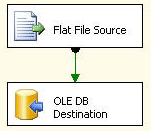 Flat File Source
OLE DB
Destination